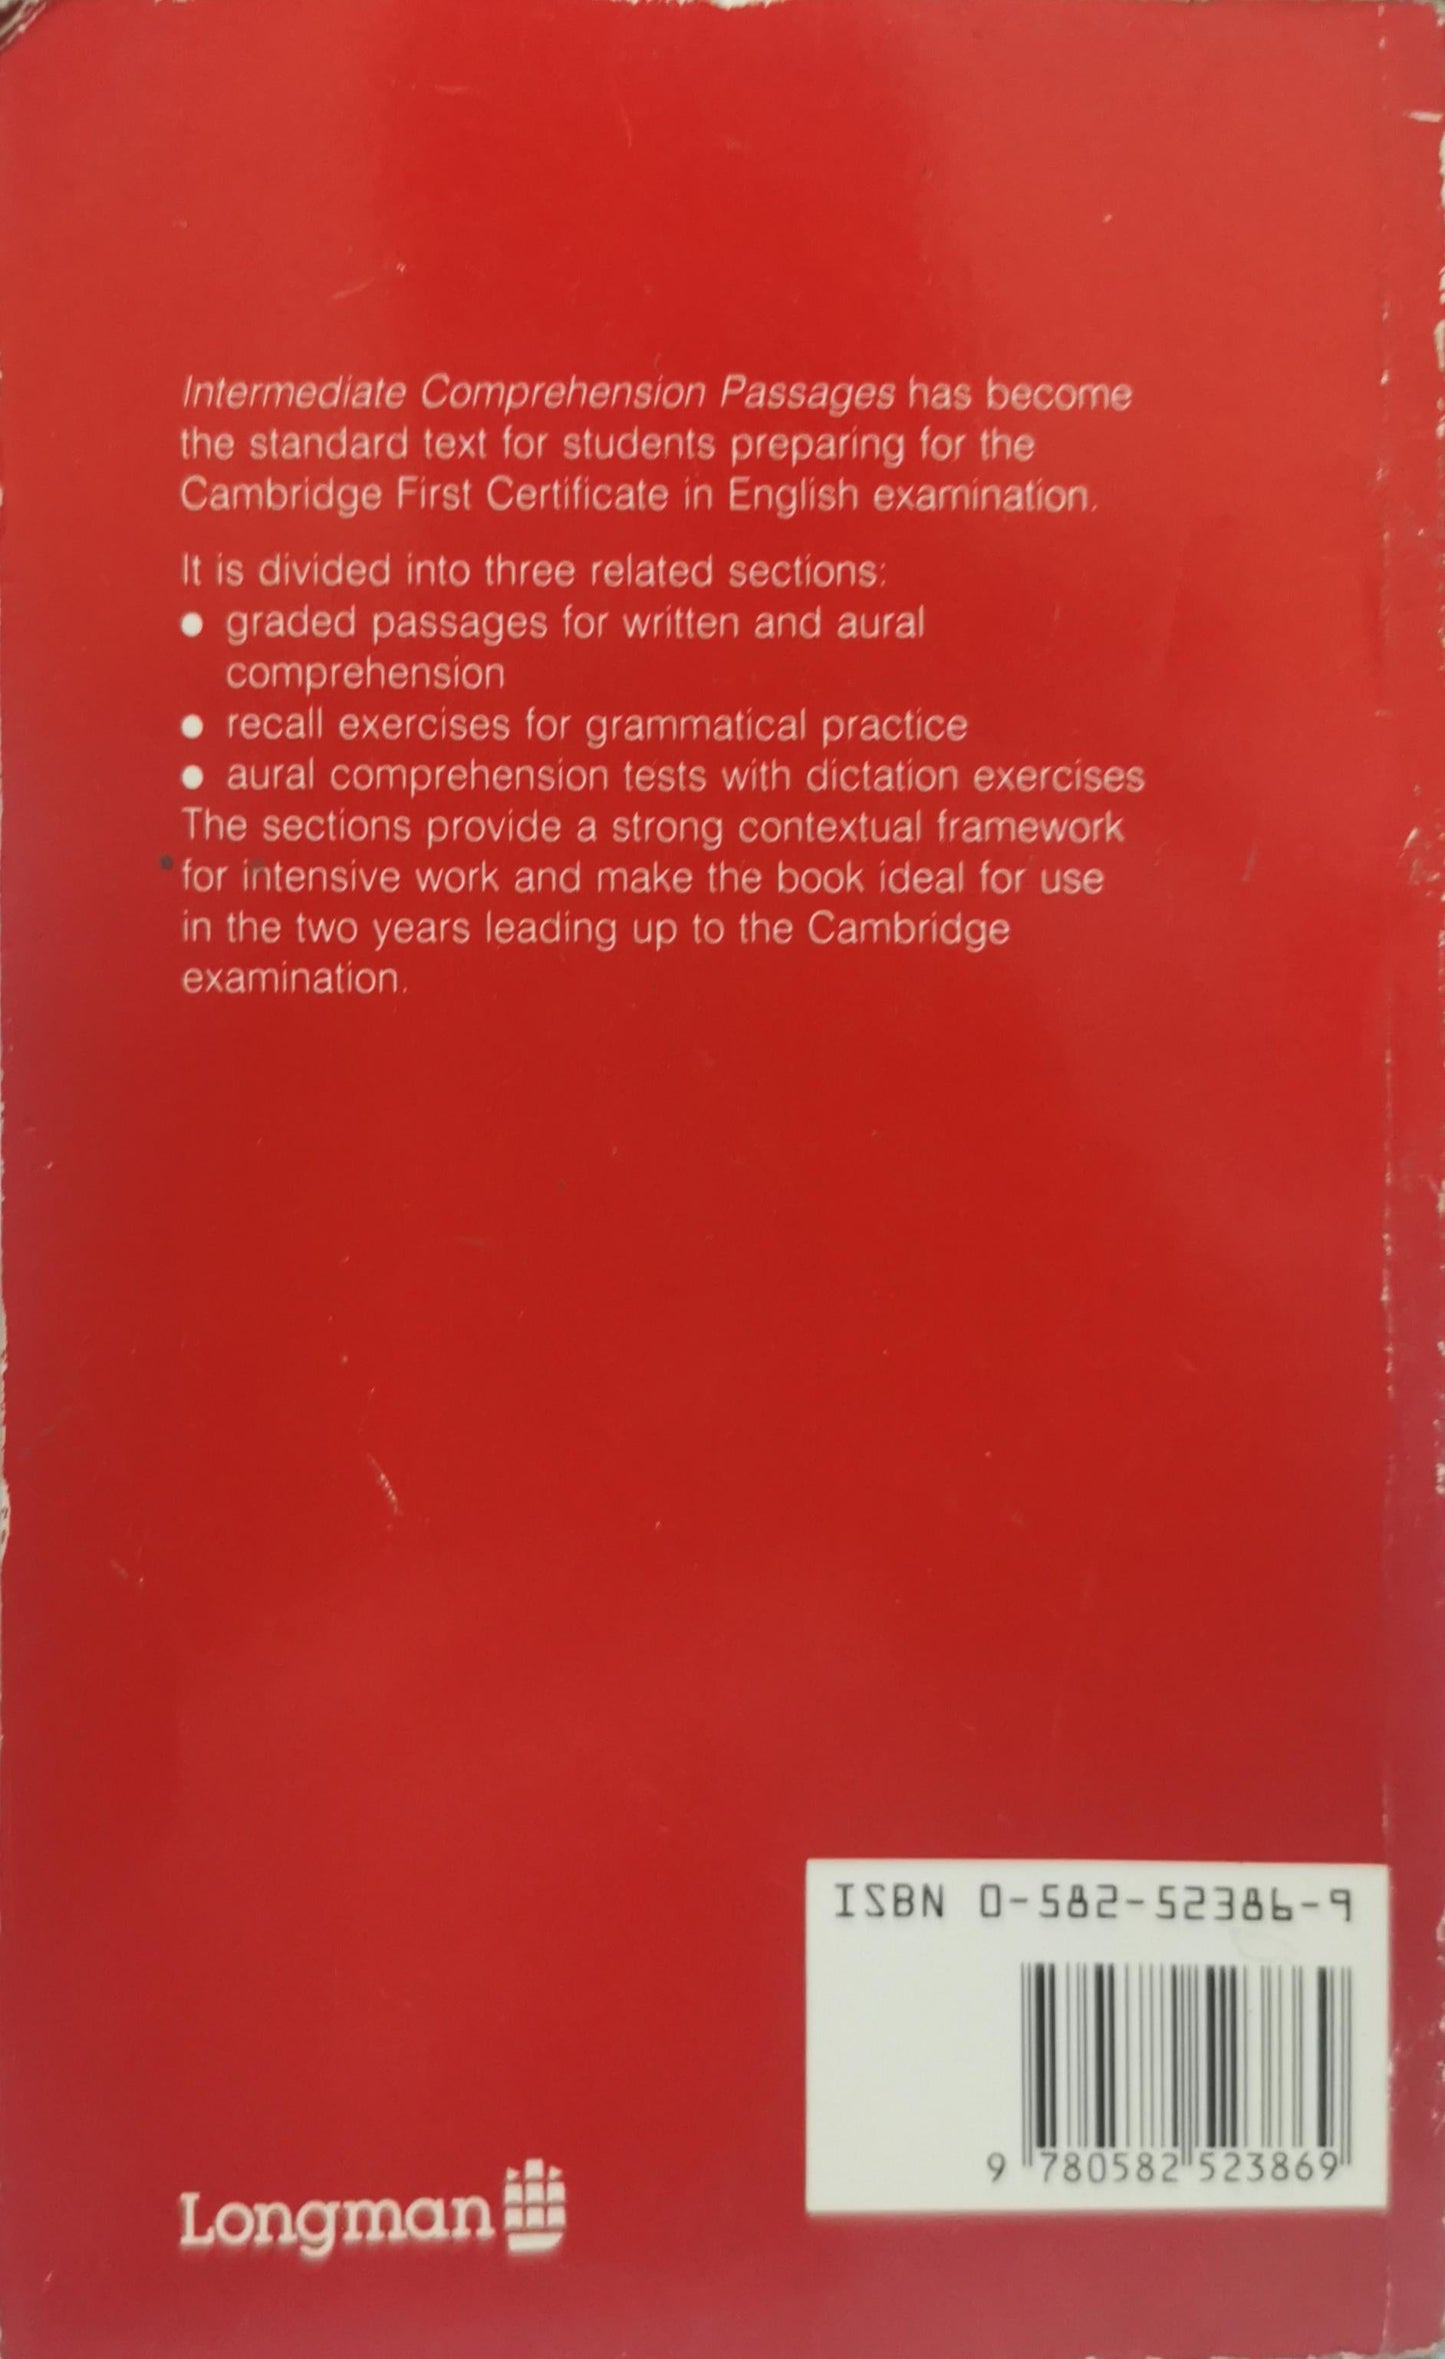 Intermediate Comprehension Passages has become
the standard text for students preparing for the
Cambridge First Certificate in English examination.
It is divided into three related sections:
● graded passages for written and aural
comprehension
● recall exercises for grammatical practice
● aural comprehension tests with dictation exercises
The sections provide a strong contextual framework
for intensive work and make the book ideal for use
in the two years leading up to the Cambridge
examination.
ISBN 0-582-52386-9
9 780582 523869
Longman